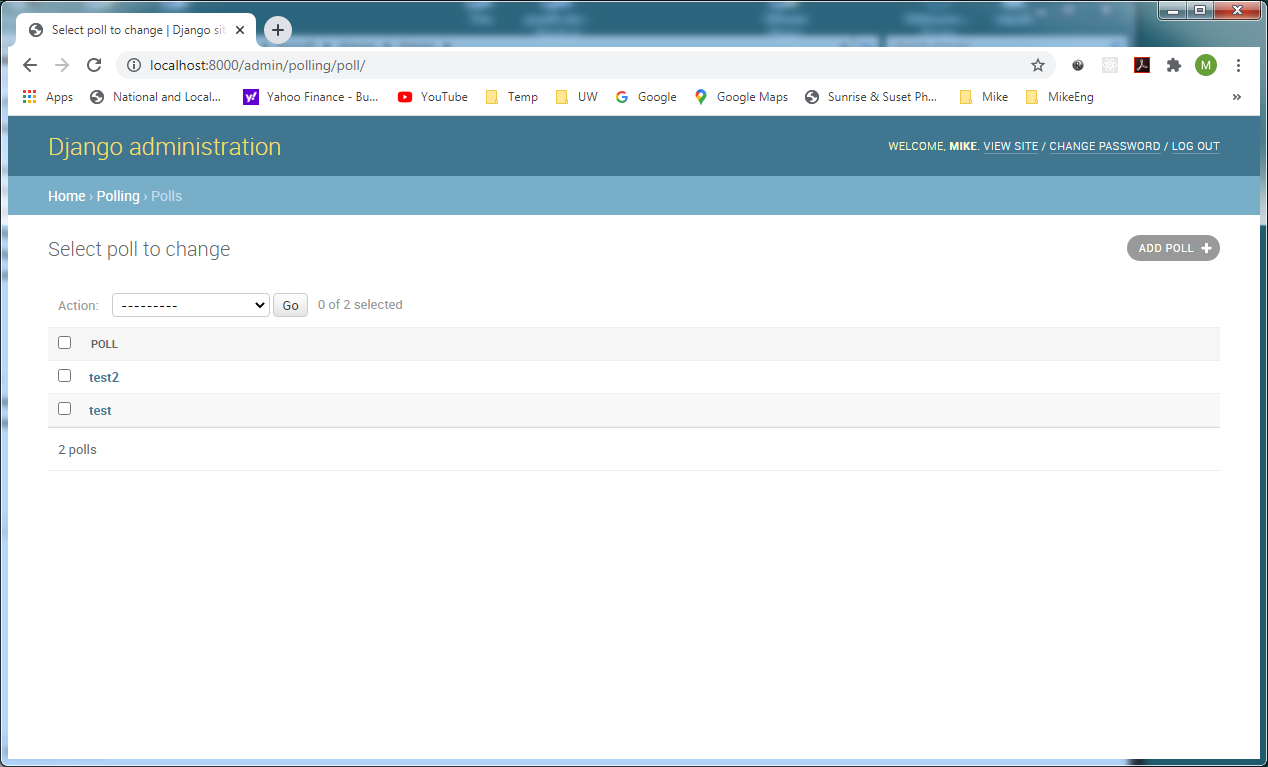 Select poll to change | Django sit
localhost:8000/admin/polling/poll/
M
Apps National and Local... Yahoo Finance - Bu... YouTube Temp UW Google Google Maps Sunrise & Suset Ph... Mike MikeEng »
Django administration
WELCOME, MIKE. VIEW SITE / CHANGE PASSWORD / LOG OUT
Home › Polling › Polls
Select poll to change
ADD POLL +
Action: --------- Go 0 of 2 selected
POLL
test2
test
2 polls